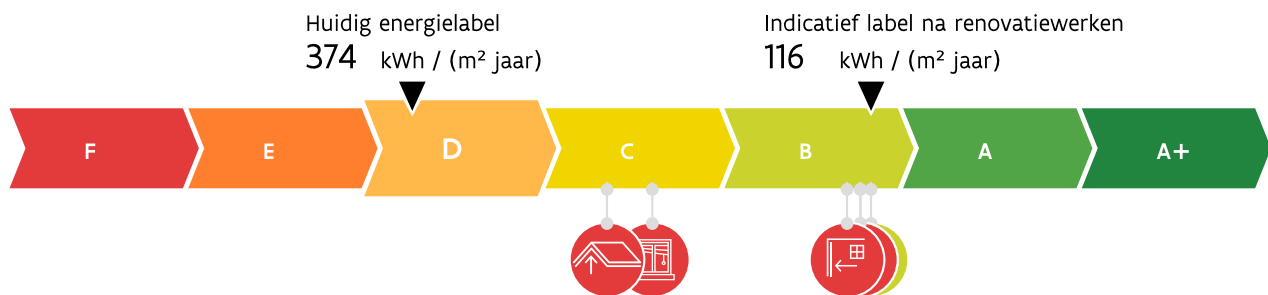 Huidig energielabel
374 kWh / (m² jaar)
Indicatief label na renovatiewerken
116 kWh / (m² jaar)
F E D C B A A+